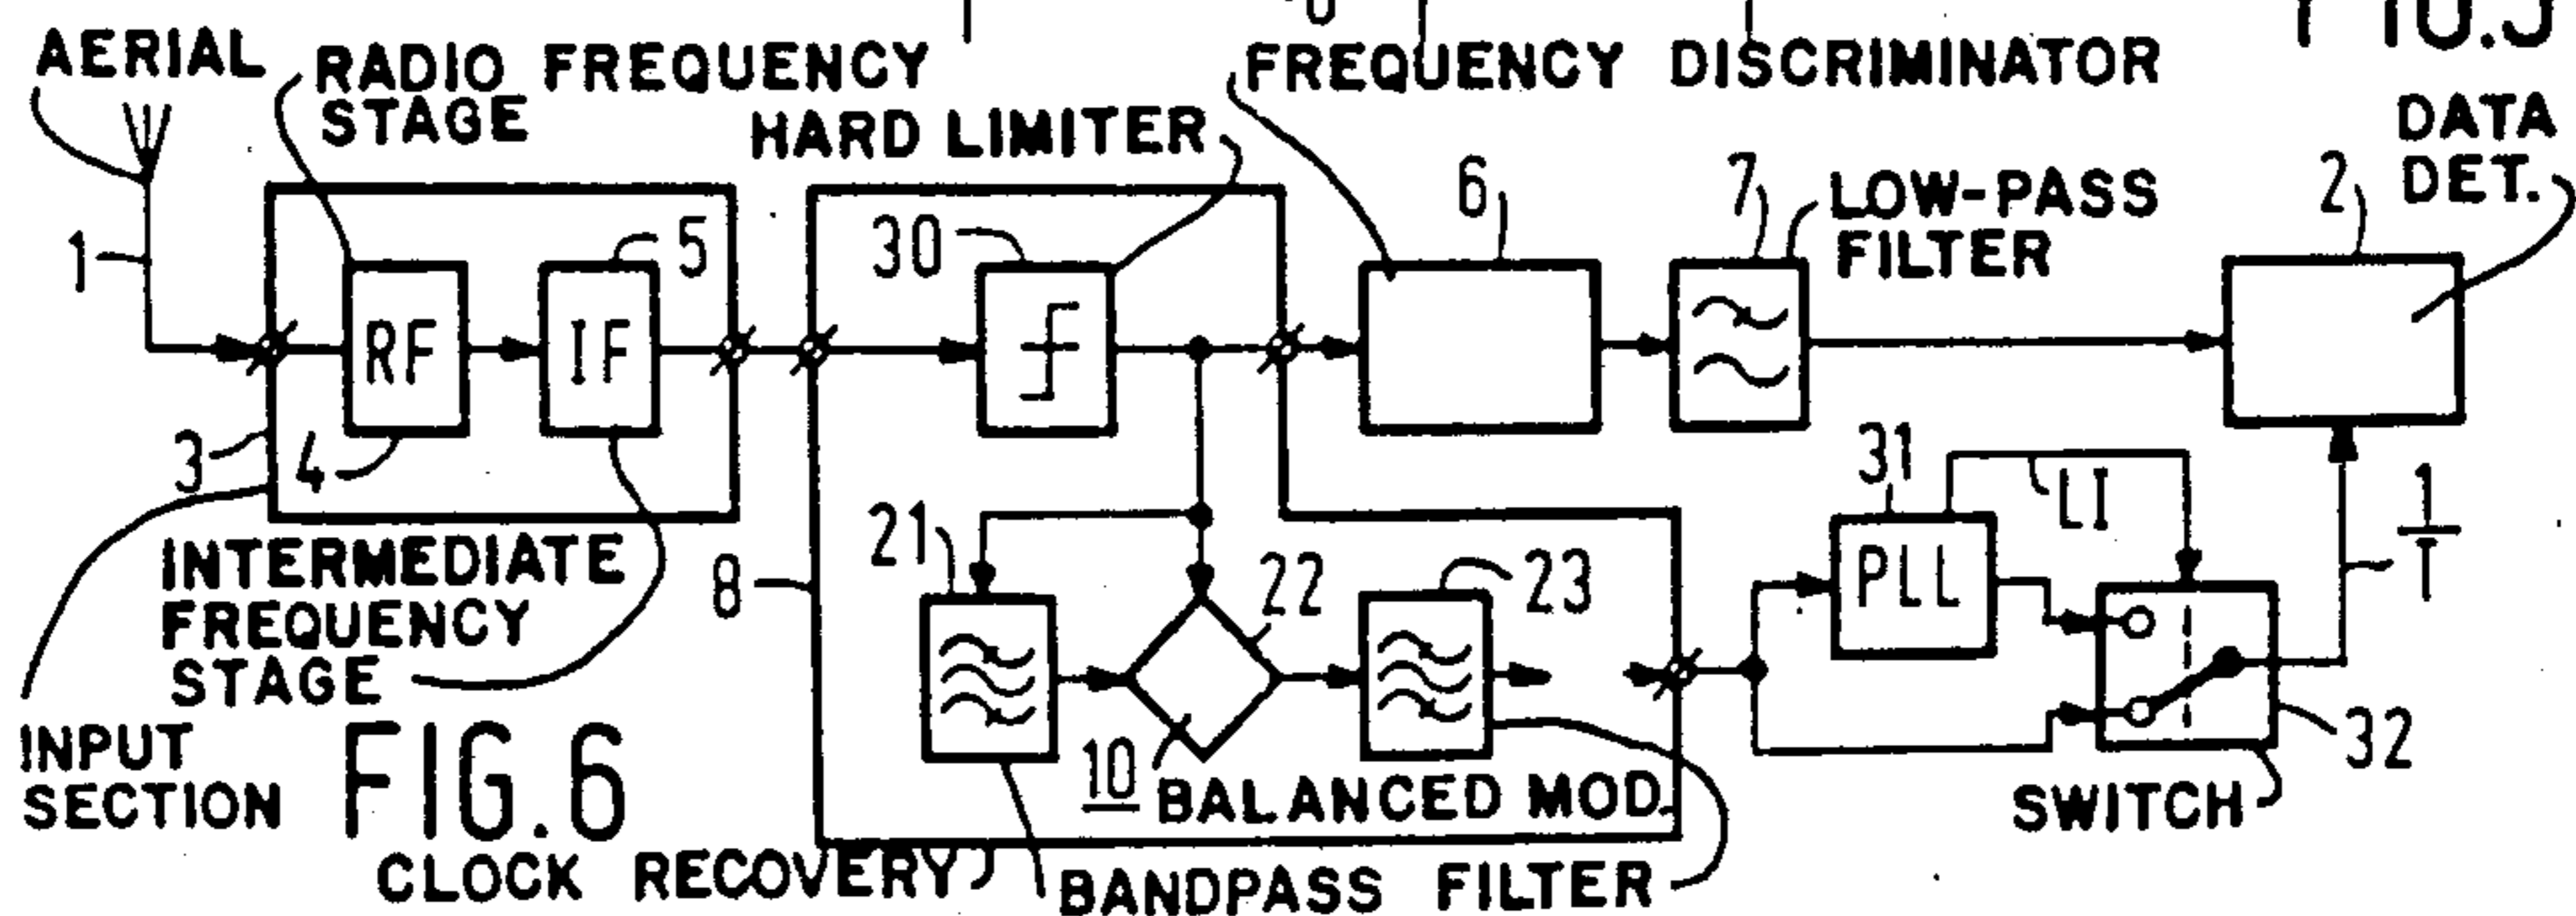 FIG.5
AERIAL
RADIO FREQUENCY
STAGE
HARD LIMITER
FREQUENCY DISCRIMINATOR
DATA
DET.
LOW-PASS
FILTER
1
3
4
5
30
6
7
2
RF
IF
INTERMEDIATE
FREQUENCY
STAGE
INPUT
SECTION
8
21
22
23
10
BALANCED MOD.
31
PLL
LI
1
T
32
SWITCH
FIG.6
CLOCK RECOVERY
BANDPASS FILTER